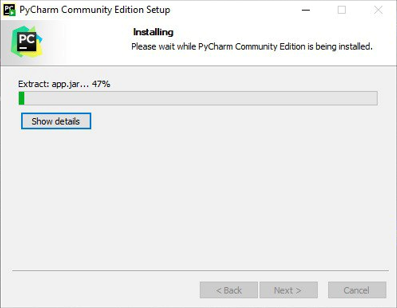 PC PyCharm Community Edition Setup
PC
Installing
Please wait while PyCharm Community Edition is being installed.
Extract: app.jar... 47%
Show details
< Back Next > Cancel